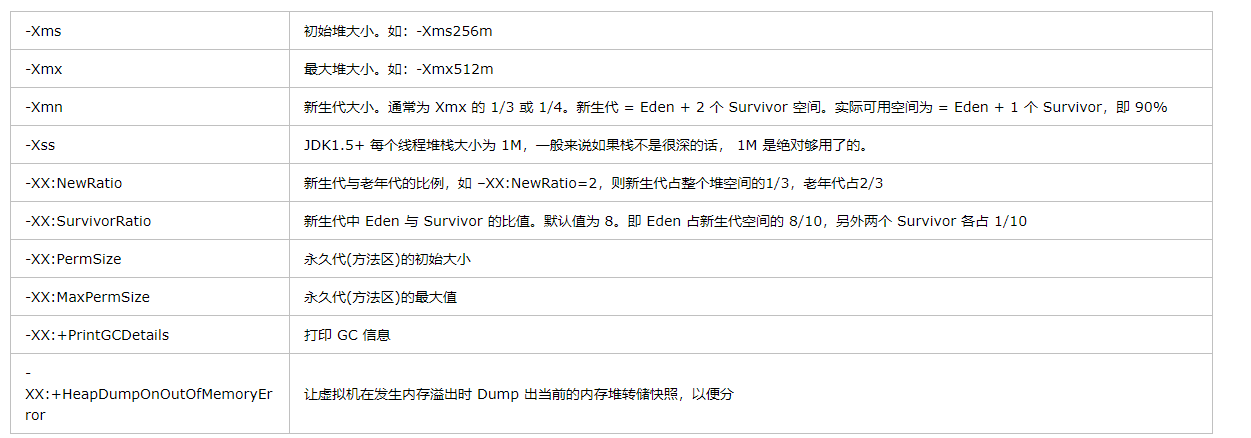 -Xms 初始堆大小。如：-Xms256m
-Xmx 最大堆大小。如：-Xmx512m
-Xmn 新生代大小。通常为 Xmx 的 1/3 或 1/4。新生代 = Eden + 2 个 Survivor 空间。实际可用空间为 = Eden + 1 个 Survivor，即 90%
-Xss JDK1.5+ 每个线程堆栈大小为 1M，一般来说如果栈不是很深的话， 1M 是绝对够用了的。
-XX:NewRatio 新生代与老年代的比例，如 –XX:NewRatio=2，则新生代占整个堆空间的1/3，老年代占2/3
-XX:SurvivorRatio 新生代中 Eden 与 Survivor 的比值。默认值为 8。即 Eden 占新生代空间的 8/10，另外两个 Survivor 各占 1/10
-XX:PermSize 永久代(方法区)的初始大小
-XX:MaxPermSize 永久代(方法区)的最大值
-XX:+PrintGCDetails 打印 GC 信息
-
XX:+HeapDumpOnOutOfMemoryEr
ror
让虚拟机在发生内存溢出时 Dump 出当前的内存堆转储快照，以便分